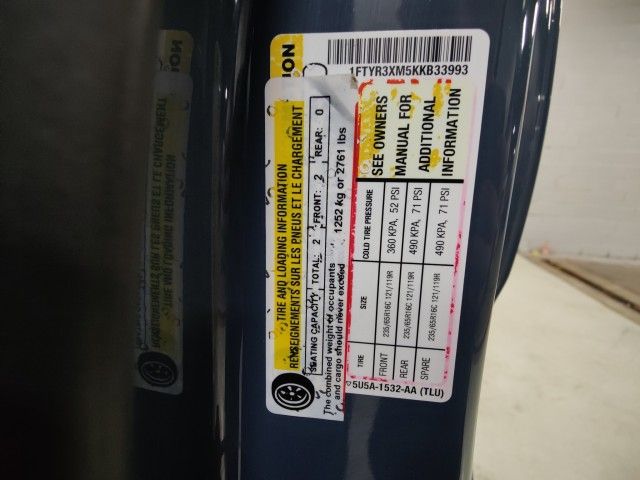 1FTYR3XM5KKB33993
TIRE AND LOADING INFORMATION
RENSEIGNEMENTS SUR LES PNEUS ET LE CHARGEMENT
SEATING CAPACITY TOTAL: 2 FRONT: 2 REAR: 0
The combined weight of occupants
and cargo should never exceed 1252 kg or 2761 lbs
TIRE SIZE COLD TIRE PRESSURE
FRONT 235/65R16C 121/119R 360 KPA, 52 PSI
REAR 235/65R16C 121/119R 490 KPA, 71 PSI
SPARE 235/65R16C 121/119R 490 KPA, 71 PSI
SEE OWNERS
MANUAL FOR
ADDITIONAL
INFORMATION
5U5A-1532-AA (TLU)